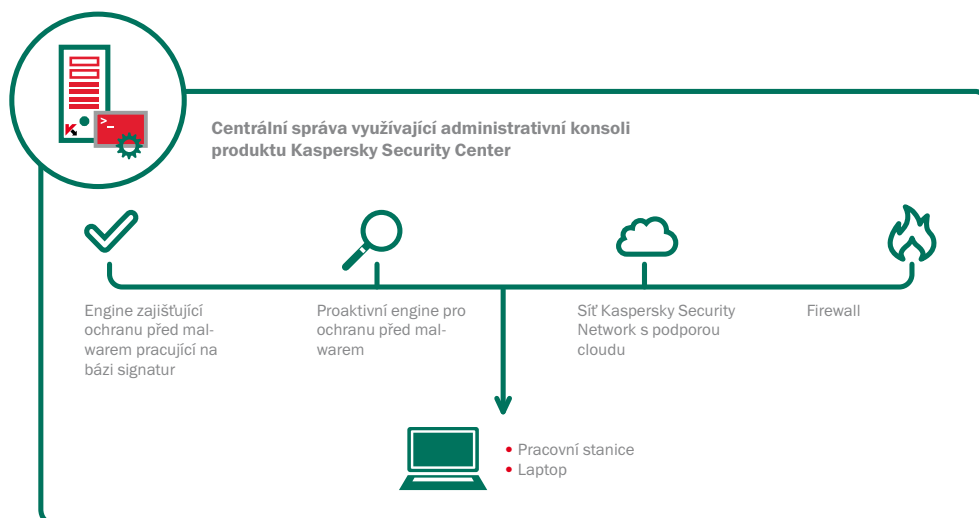 >_
Centrální správa využívající administrativní konsoli
produktu Kaspersky Security Center
Engine zajišťující
ochranu před mal-
warem pracující na
bázi signatur
Proaktivní engine pro
ochranu před mal-
warem
Síť Kaspersky Security
Network s podporou
cloudu
Firewall
• Pracovní stanice
• Laptop